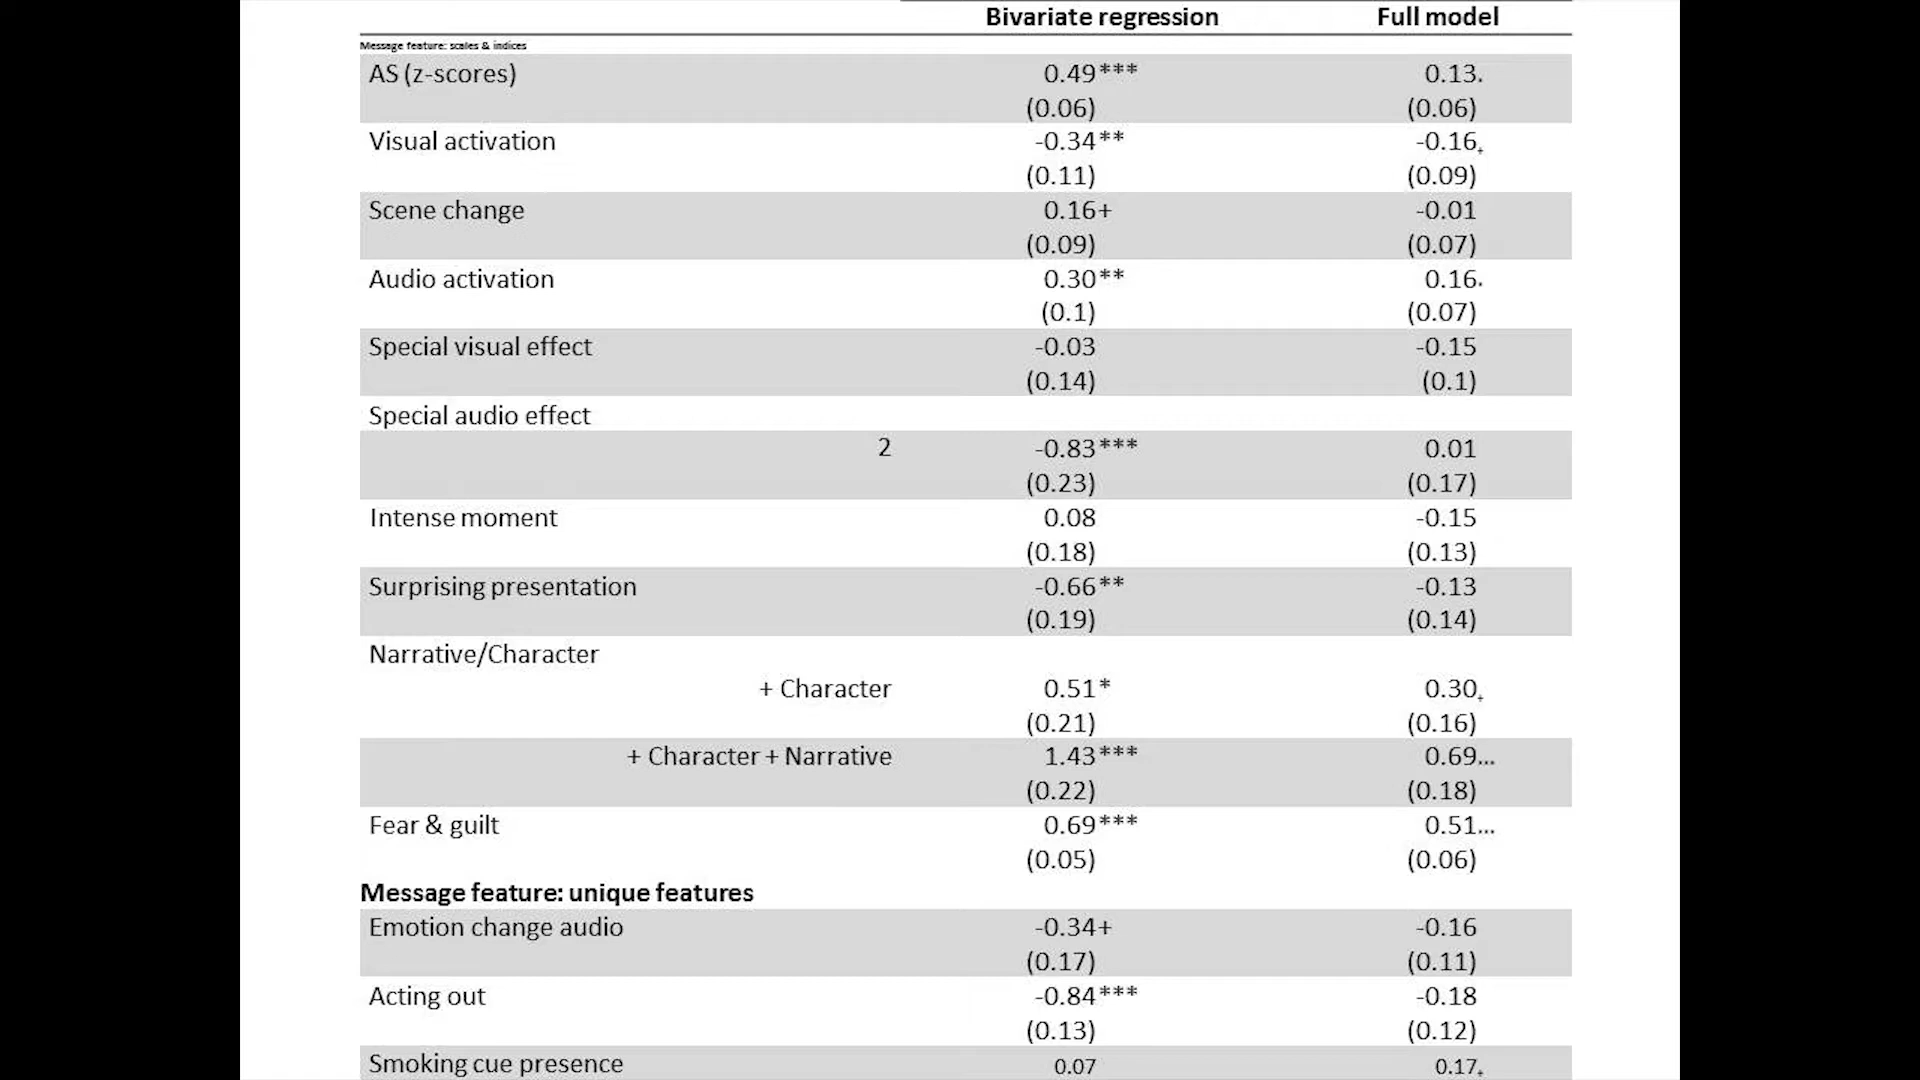 Bivariate regression Full model
Message feature: scales & indices
AS (z-scores) 0.49*** 0.13*
(0.06) (0.06)
Visual activation -0.34** -0.16+
(0.11) (0.09)
Scene change 0.16+ -0.01
(0.09) (0.07)
Audio activation 0.30** 0.16*
(0.1) (0.07)
Special visual effect -0.03 -0.15
(0.14) (0.1)
Special audio effect
2 -0.83*** 0.01
(0.23) (0.17)
Intense moment 0.08 -0.15
(0.18) (0.13)
Surprising presentation -0.66** -0.13
(0.19) (0.14)
Narrative/Character
+ Character 0.51* 0.30+
(0.21) (0.16)
+ Character + Narrative 1.43*** 0.69***
(0.22) (0.18)
Fear & guilt 0.69*** 0.51***
(0.05) (0.06)
Message feature: unique features
Emotion change audio -0.34+ -0.16
(0.17) (0.11)
Acting out -0.84*** -0.18
(0.13) (0.12)
Smoking cue presence 0.07 0.17+